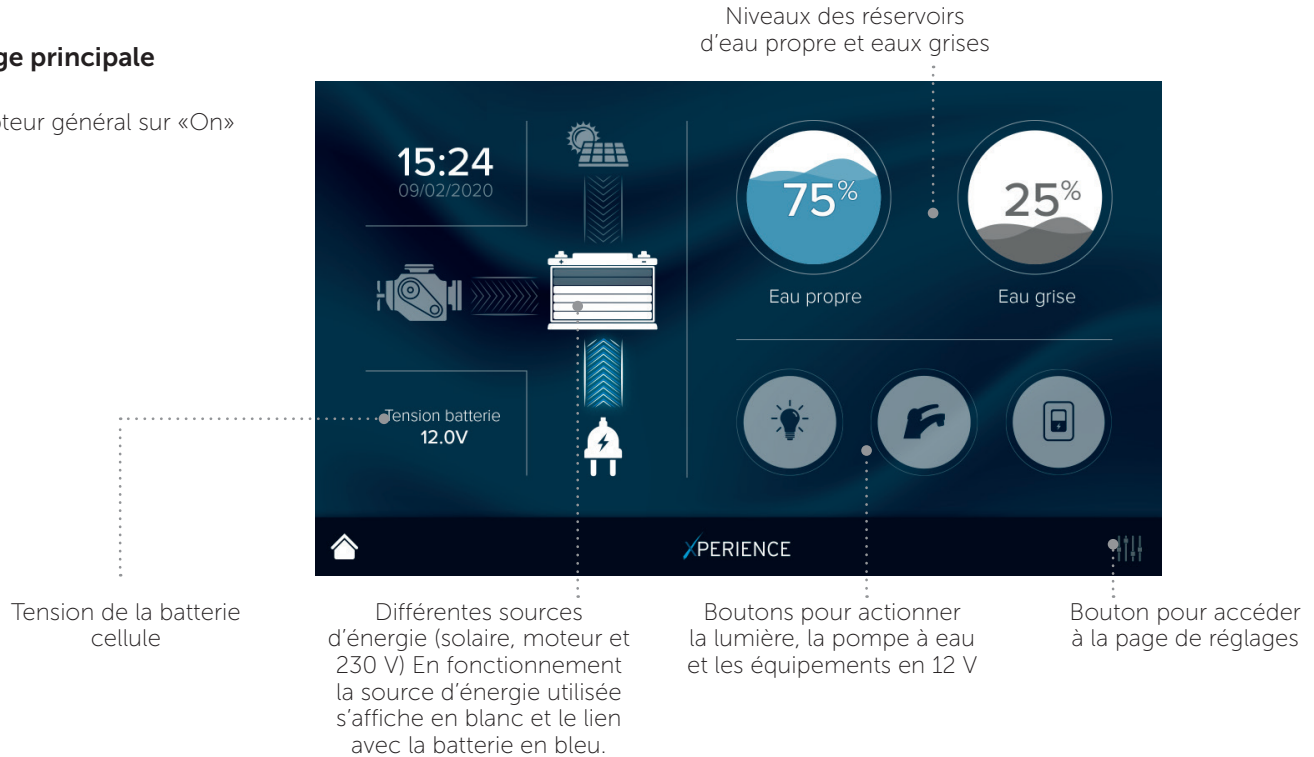 Niveaux des réservoirs
d'eau propre et eaux grises
ge principale
teur général sur «On»
15:24
09/02/2020
75%
25%
Eau propre
Eau grise
Tension batterie
12.0V
XPERIENCE
Tension de la batterie
cellule
Différentes sources
d'énergie (solaire, moteur et
230 V) En fonctionnement
la source d'énergie utilisée
s'affiche en blanc et le lien
avec la batterie en bleu.
Boutons pour actionner
la lumière, la pompe à eau
et les équipements en 12 V
Bouton pour accéder
à la page de réglages